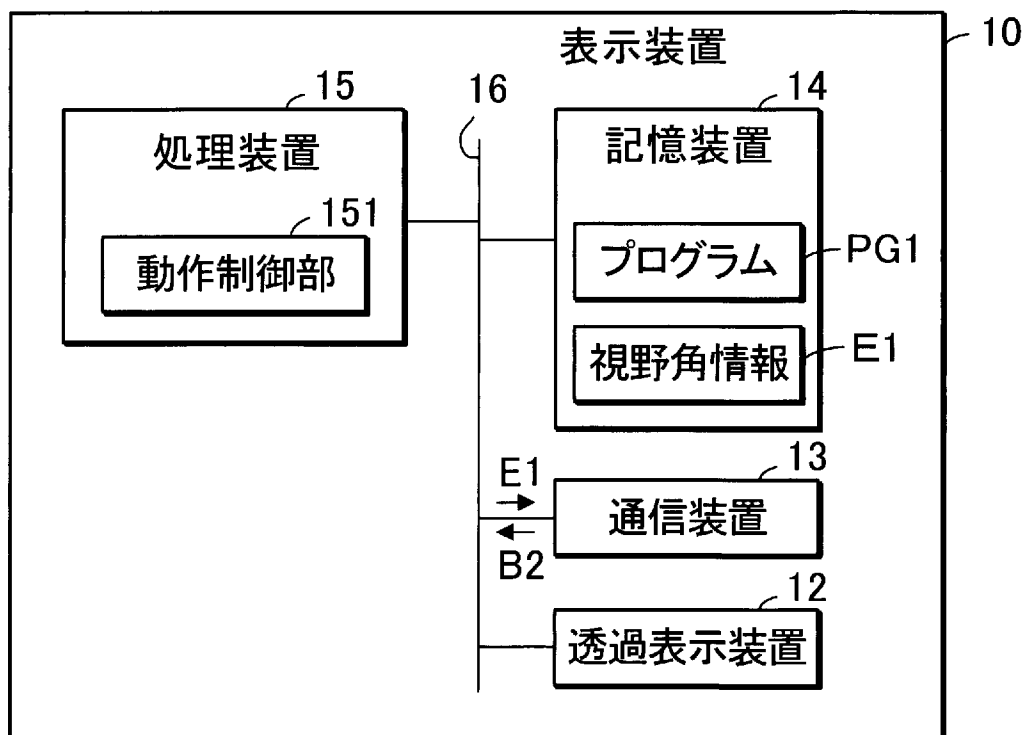 10
表示装置
15
16
14
処理装置
記憶装置
151
動作制御部
プログラム
PG1
視野角情報
E1
E1
13
通信装置
B2
12
透過表示装置